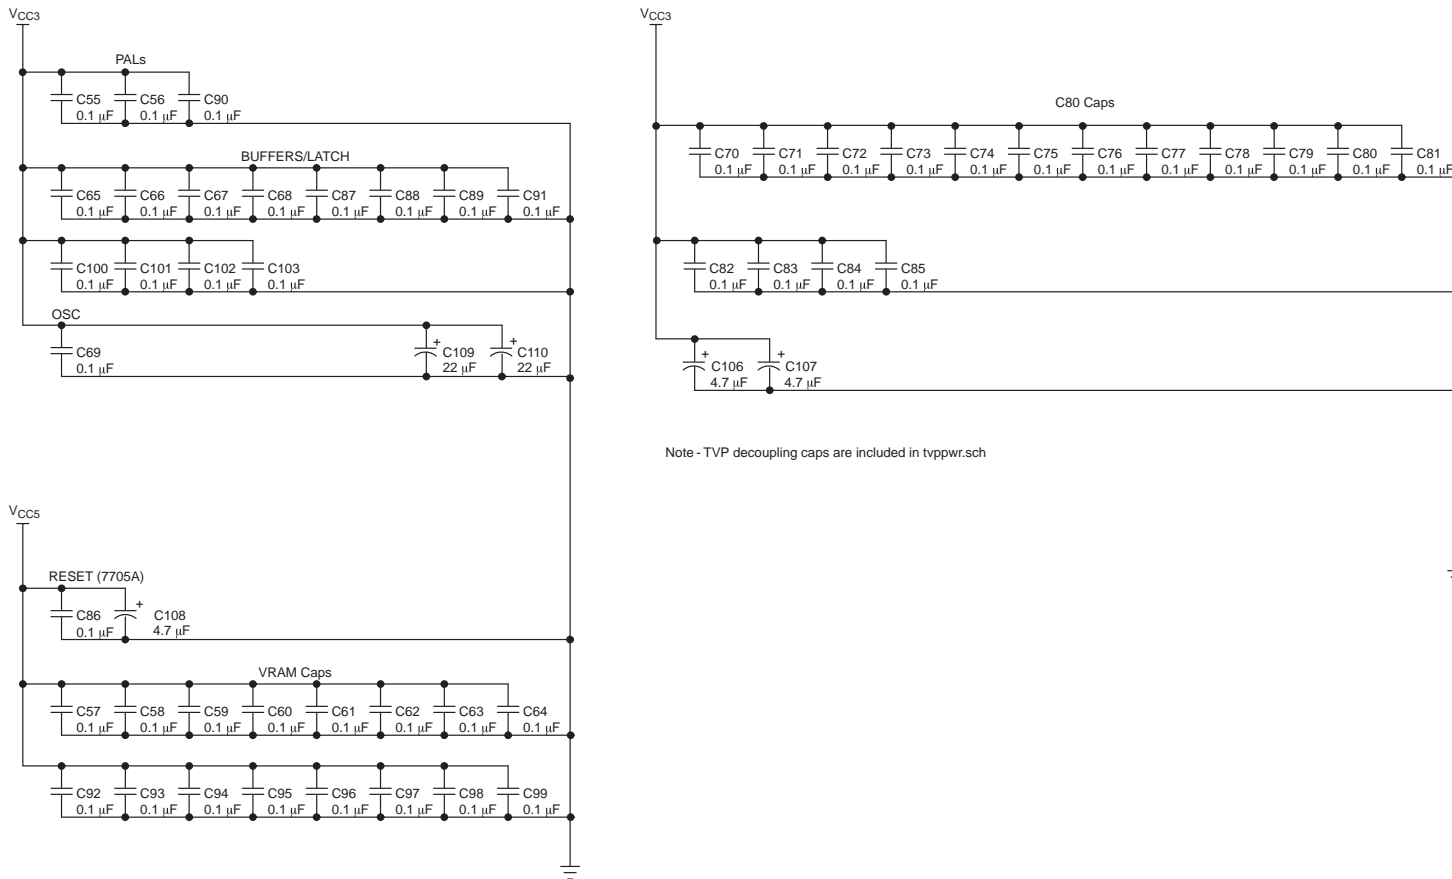 VCC3
PALs
C55 C56 C90
0.1 µF 0.1 µF 0.1 µF
BUFFERS/LATCH
C65 C66 C67 C68 C87 C88 C89 C91
0.1 µF 0.1 µF 0.1 µF 0.1 µF 0.1 µF 0.1 µF 0.1 µF 0.1 µF
C100 C101 C102 C103
0.1 µF 0.1 µF 0.1 µF 0.1 µF
OSC
C69 + C109 + C110
0.1 µF 22 µF 22 µF
VCC5
RESET (7705A)
C86 + C108
0.1 µF 4.7 µF
VRAM Caps
C57 C58 C59 C60 C61 C62 C63 C64
0.1 µF 0.1 µF 0.1 µF 0.1 µF 0.1 µF 0.1 µF 0.1 µF 0.1 µF
C92 C93 C94 C95 C96 C97 C98 C99
0.1 µF 0.1 µF 0.1 µF 0.1 µF 0.1 µF 0.1 µF 0.1 µF 0.1 µF
VCC3
C80 Caps
C70 C71 C72 C73 C74 C75 C76 C77 C78 C79 C80 C81
0.1 µF 0.1 µF 0.1 µF 0.1 µF 0.1 µF 0.1 µF 0.1 µF 0.1 µF 0.1 µF 0.1 µF 0.1 µF 0.1 µF
C82 C83 C84 C85
0.1 µF 0.1 µF 0.1 µF 0.1 µF
+ C106 + C107
4.7 µF 4.7 µF
Note - TVP decoupling caps are included in tvppwr.sch